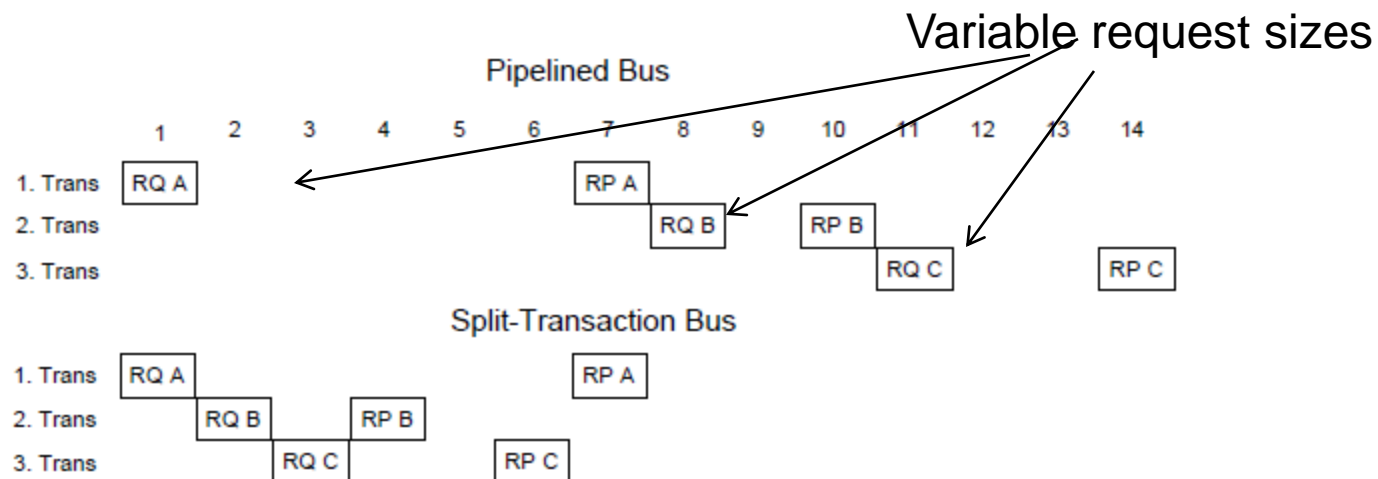 Variable request sizes
Pipelined Bus
1 2 3 4 5 6 7 8 9 10 11 12 13 14
1. Trans RQ A RP A
2. Trans RQ B RP B
3. Trans RQ C RP C
Split-Transaction Bus
1. Trans RQ A RP A
2. Trans RQ B RP B
3. Trans RQ C RP C